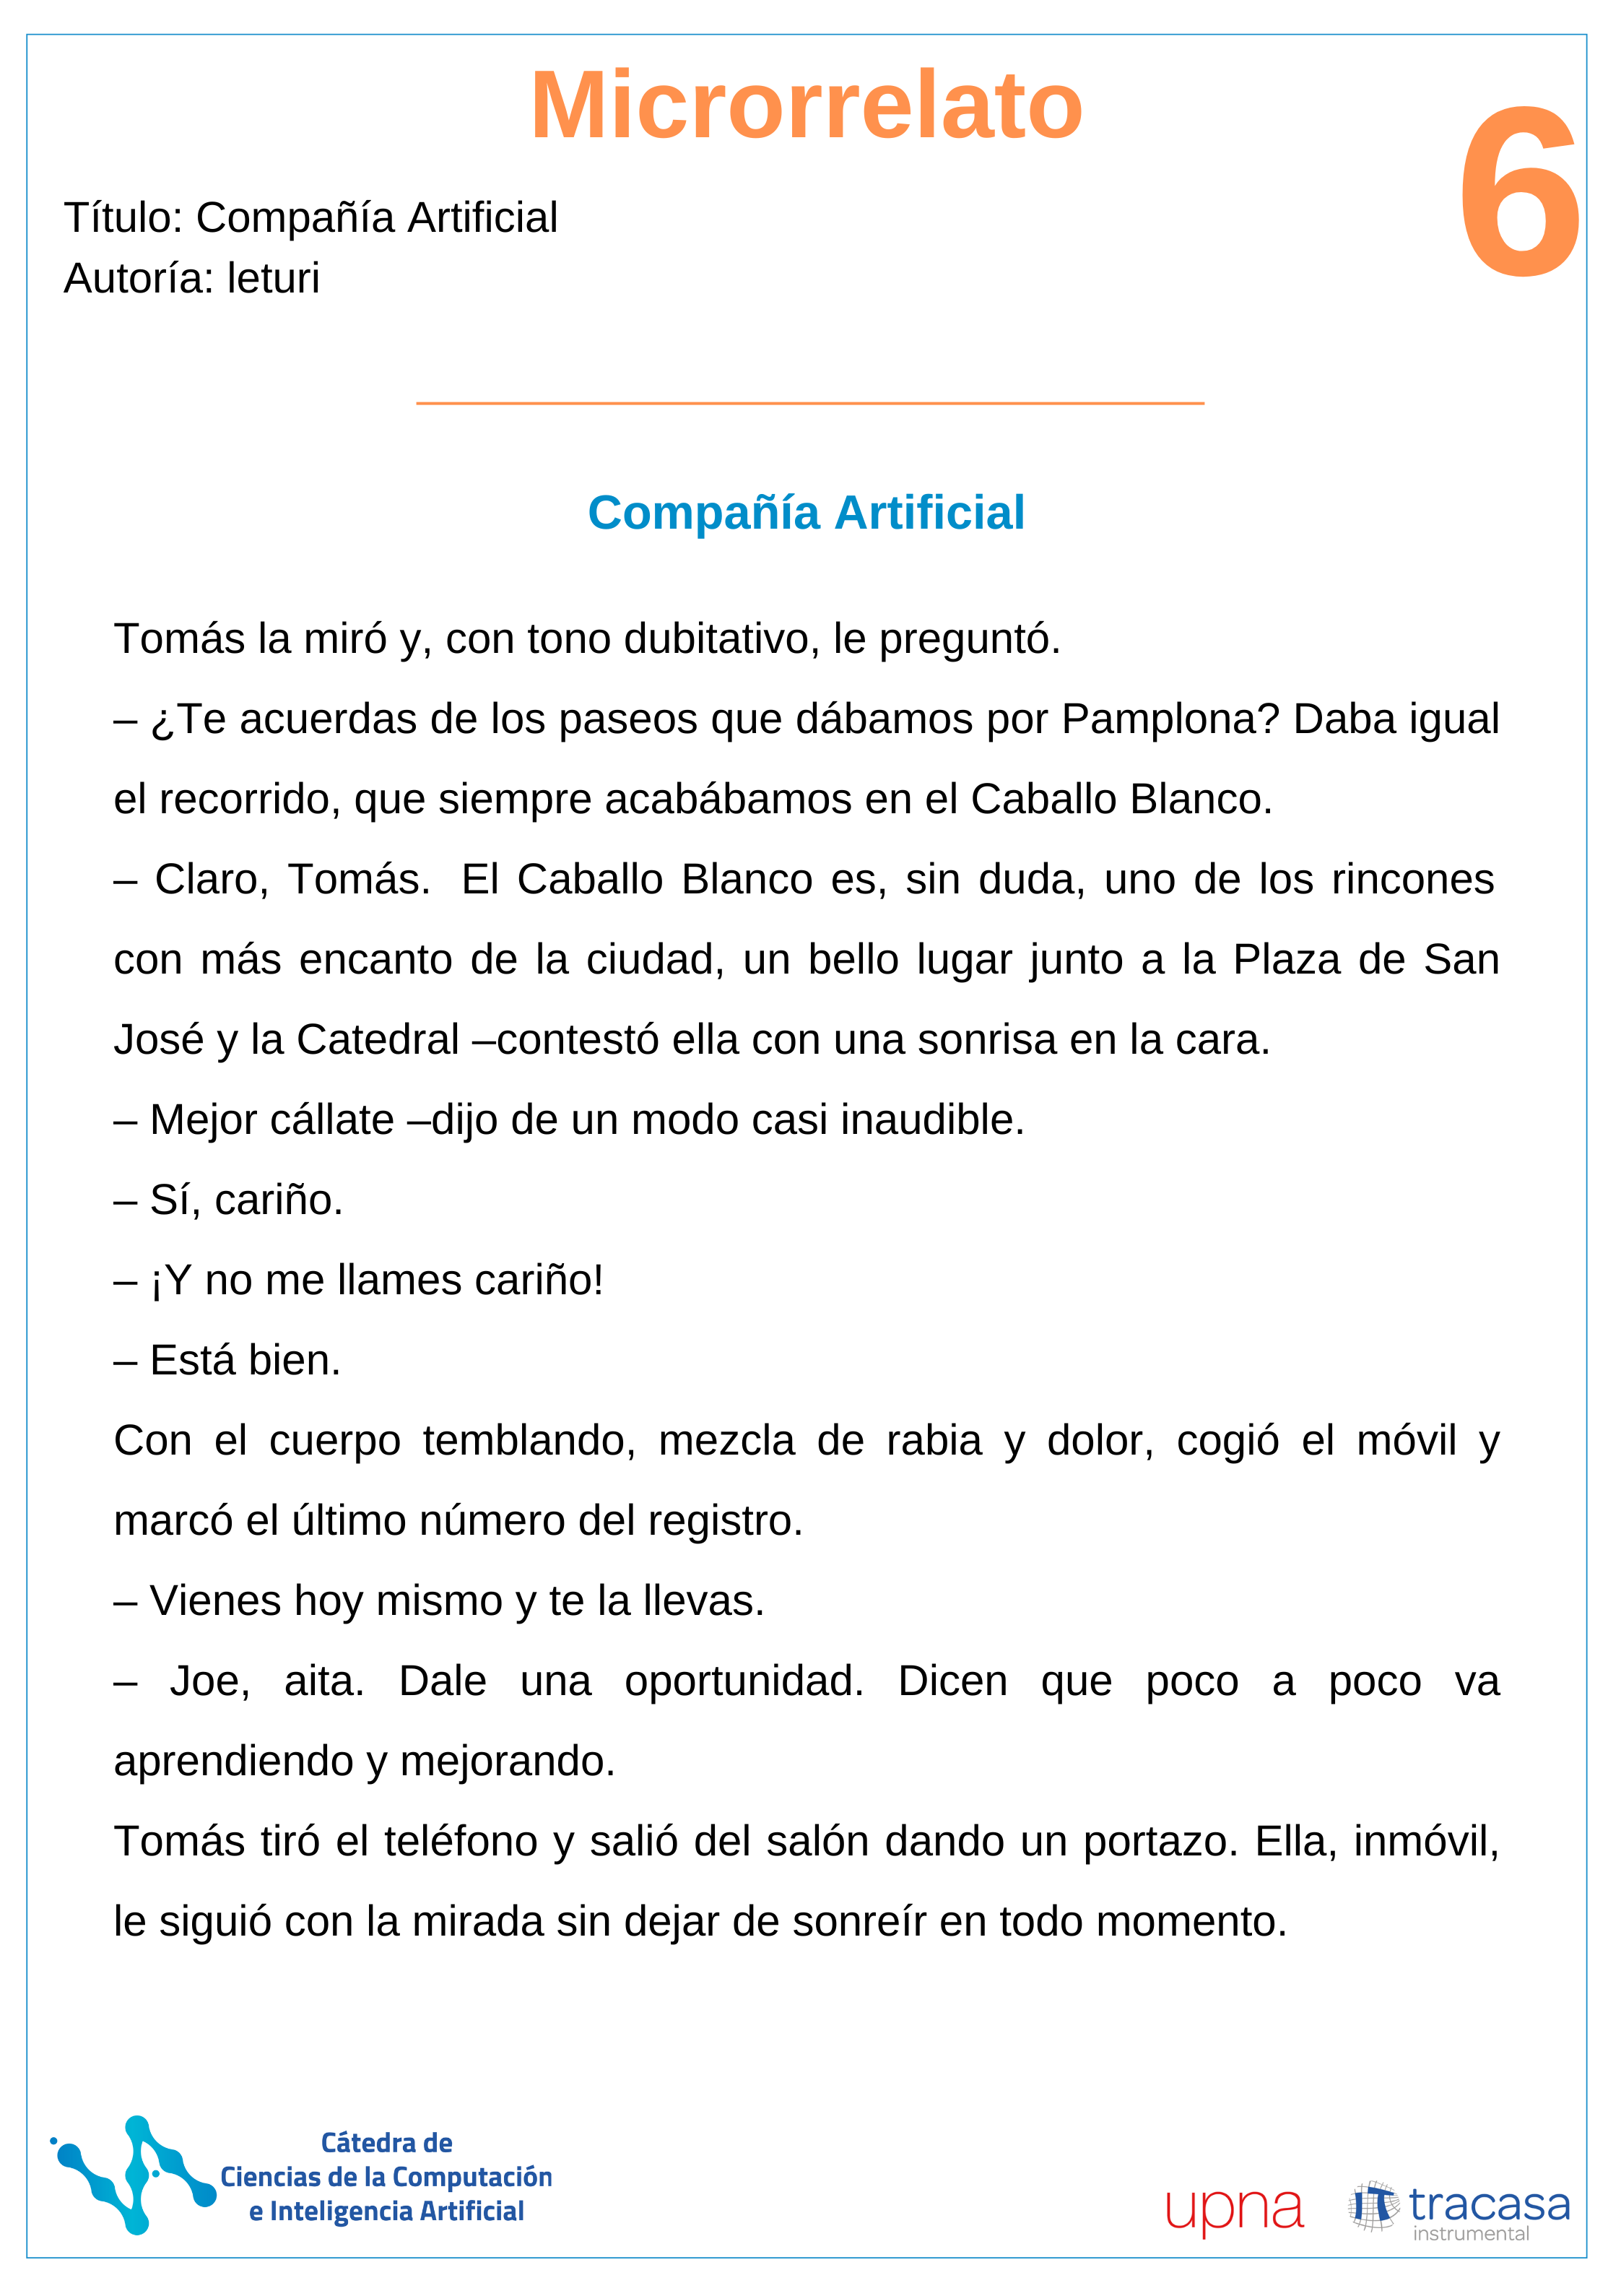 Microrrelato
6
Título: Compañía Artificial
Autoría: leturi
Compañía Artificial
Tomás la miró y, con tono dubitativo, le preguntó.
– ¿Te acuerdas de los paseos que dábamos por Pamplona? Daba igual
el recorrido, que siempre acabábamos en el Caballo Blanco.
– Claro, Tomás.  El Caballo Blanco es, sin duda, uno de los rincones
con más encanto de la ciudad, un bello lugar junto a la Plaza de San
José y la Catedral –contestó ella con una sonrisa en la cara.
– Mejor cállate –dijo de un modo casi inaudible.
– Sí, cariño.
– ¡Y no me llames cariño!
– Está bien.
Con el cuerpo temblando, mezcla de rabia y dolor, cogió el móvil y
marcó el último número del registro.
– Vienes hoy mismo y te la llevas.
– Joe, aita. Dale una oportunidad. Dicen que poco a poco va
aprendiendo y mejorando.
Tomás tiró el teléfono y salió del salón dando un portazo. Ella, inmóvil,
le siguió con la mirada sin dejar de sonreír en todo momento.
Cátedra de
Ciencias de la Computación
e Inteligencia Artificial
upna
iT tracasa
instrumental